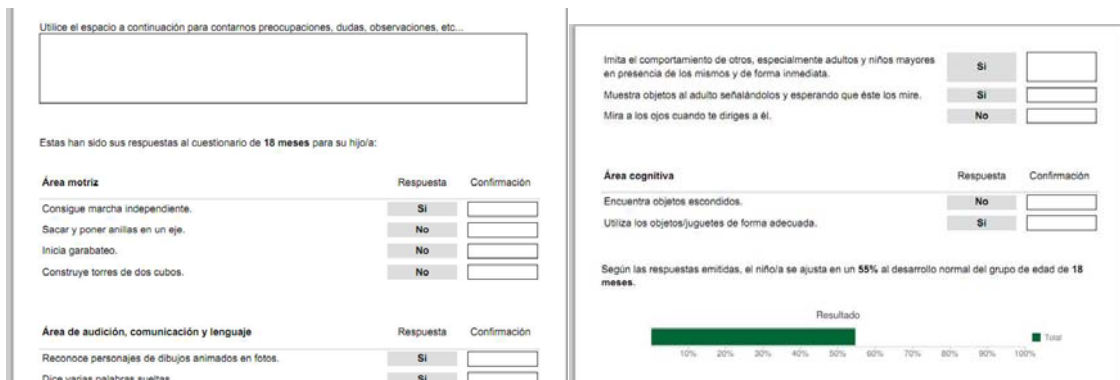 Utilice el espacio a continuación para contarnos preocupaciones, dudas, observaciones, etc...
Estas han sido sus respuestas al cuestionario de 18 meses para su hijo/a:
Área motriz Respuesta Confirmación
Consigue marcha independiente. Si
Sacar y poner anillas en un eje. No
Inicia garabateo. No
Construye torres de dos cubos. No
Área de audición, comunicación y lenguaje Respuesta Confirmación
Reconoce personajes de dibujos animados en fotos. Si
Dice varias palabras sueltas. Si
Imita el comportamiento de otros, especialmente adultos y niños mayores
en presencia de los mismos y de forma inmediata. Si
Muestra objetos al adulto señalándolos y esperando que éste los mire. Si
Mira a los ojos cuando te diriges a él. No
Área cognitiva Respuesta Confirmación
Encuentra objetos escondidos. No
Utiliza los objetos/juguetes de forma adecuada. Si
Según las respuestas emitidas, el niño/a se ajusta en un 55% al desarrollo normal del grupo de edad de 18
meses.
Resultado
Total
10% 20% 30% 40% 50% 60% 70% 80% 90% 100%